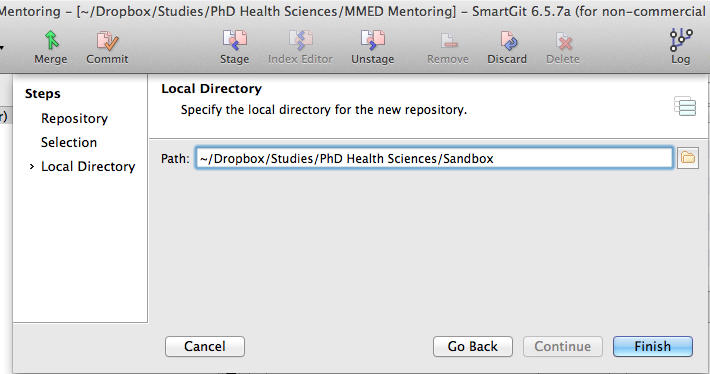 Mentoring – [~/Dropbox/Studies/PhD Health Sciences/MMED Mentoring] – SmartGit 6.5.7a (for non-commercial
Merge Commit Stage Index Editor Unstage Remove Discard Delete Log
Steps
Repository
Selection
› Local Directory
Local Directory
Specify the local directory for the new repository.
Path: ~/Dropbox/Studies/PhD Health Sciences/Sandbox
Cancel Go Back Continue Finish